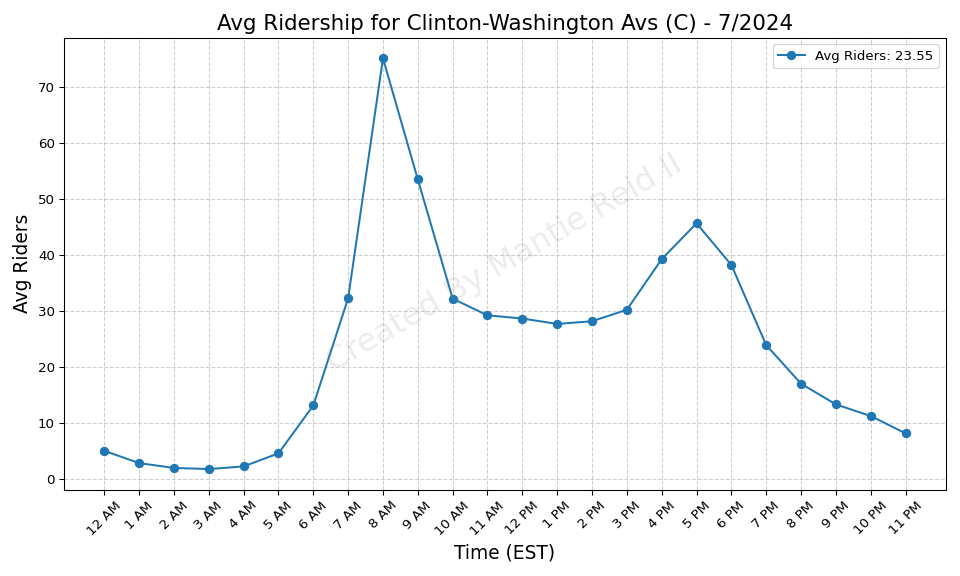 Avg Ridership for Clinton-Washington Avs (C) - 7/2024
Avg Riders: 23.55
Avg Riders
70
60
50
40
30
20
10
0
Created By Mantie Reid II
12 AM
1 AM
2 AM
3 AM
4 AM
5 AM
6 AM
7 AM
8 AM
9 AM
10 AM
11 AM
12 PM
1 PM
2 PM
3 PM
4 PM
5 PM
6 PM
7 PM
8 PM
9 PM
10 PM
11 PM
Time (EST)